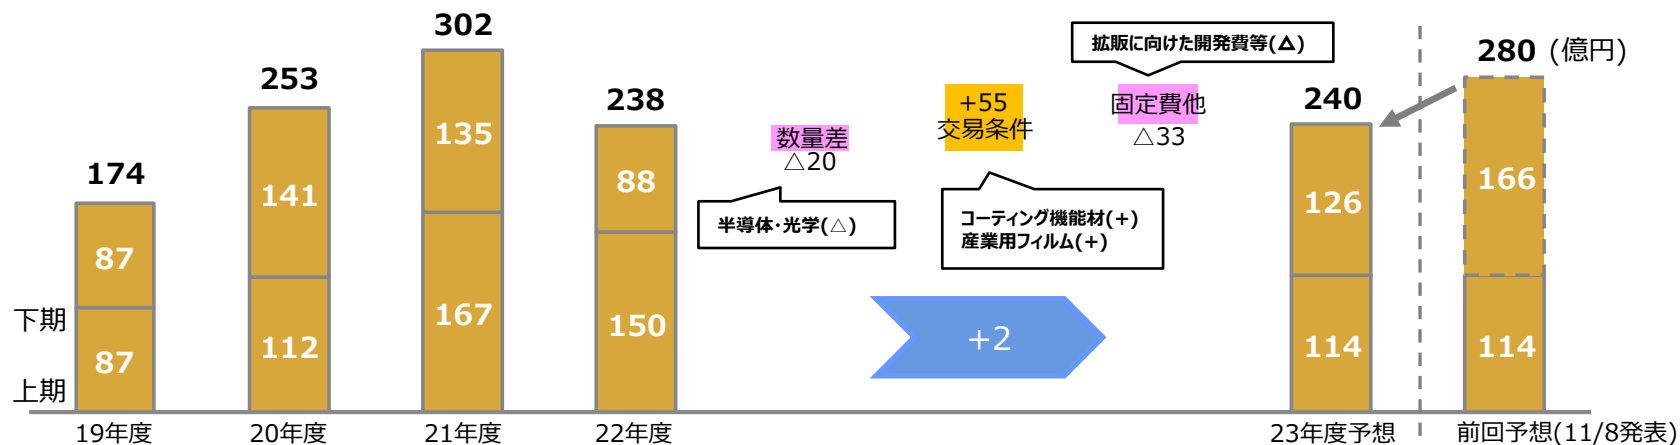 302
拡販に向けた開発費等(△)
280 (億円)
253
238
+55
交易条件
固定費他
△33
240
135
数量差
△20
174
141
88
166
126
半導体・光学(△)
コーティング機能材(+)
産業用フィルム(+)
87
下期
167
150
+2
112
114
114
87
上期
19年度
20年度
21年度
22年度
23年度予想
前回予想(11/8発表)